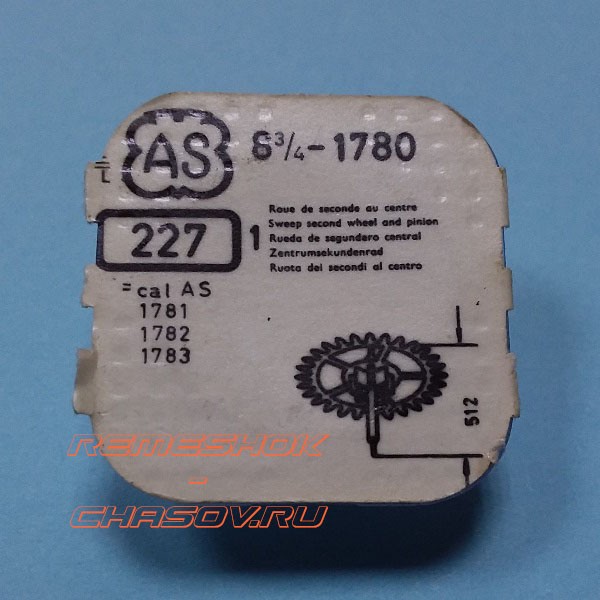 AS 8¾-1780
227 1
Roue de seconde au centre
Sweep second wheel and pinion
Rueda de segundero central
Zentrumsekundenrad
Ruota dei secondi al centro
= cal AS
1781
1782
1783
512
REMESHOK
-
CHASOV.RU